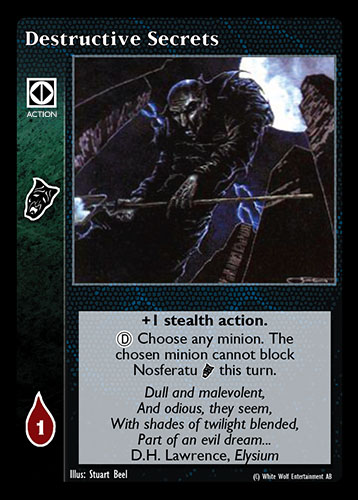 Destructive Secrets
ACTION
+1 stealth action.
D Choose any minion. The
chosen minion cannot block
Nosferatu this turn.
Dull and malevolent,
And odious, they seem,
With shades of twilight blended,
Part of an evil dream...
D.H. Lawrence, Elysium
1
Illus: Stuart Beel
(C) White Wolf Entertainment AB